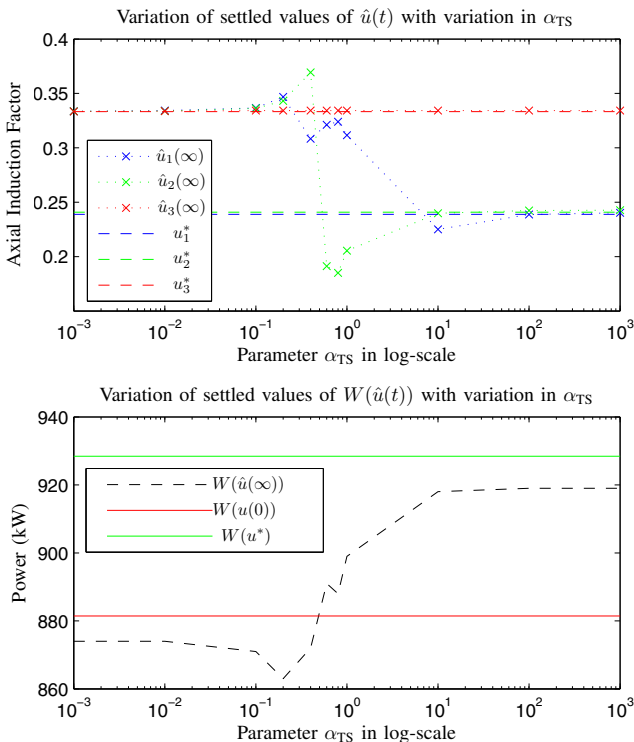 Variation of settled values of û(t) with variation in α_TS
0.4
0.35
0.3
0.25
0.2
Axial Induction Factor
û₁(∞)
û₂(∞)
û₃(∞)
u₁*
u₂*
u₃*
10⁻³ 10⁻² 10⁻¹ 10⁰ 10¹ 10² 10³
Parameter α_TS in log-scale
Variation of settled values of W(û(t)) with variation in α_TS
940
920
900
880
860
Power (kW)
W(û(∞))
W(u(0))
W(u*)
10⁻³ 10⁻² 10⁻¹ 10⁰ 10¹ 10² 10³
Parameter α_TS in log-scale